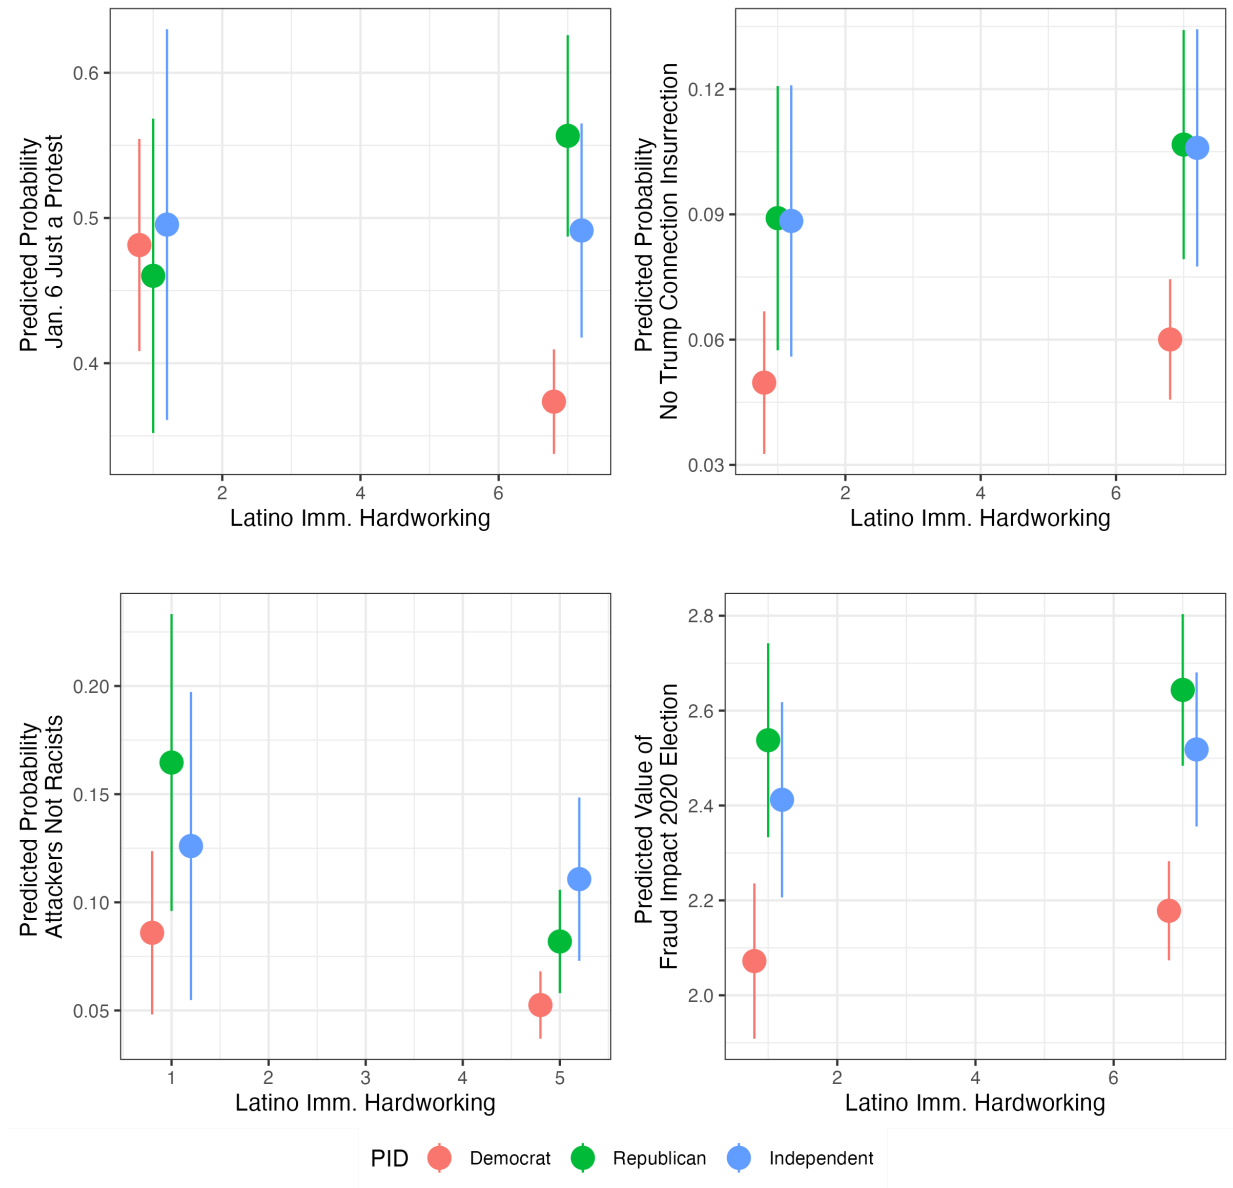 Predicted Probability
Jan. 6 Just a Protest
0.6
0.5
0.4
2 4 6
Latino Imm. Hardworking
Predicted Probability
No Trump Connection Insurrection
0.12
0.09
0.06
0.03
2 4 6
Latino Imm. Hardworking
Predicted Probability
Attackers Not Racists
0.20
0.15
0.10
0.05
1 2 3 4 5
Latino Imm. Hardworking
Predicted Value of
Fraud Impact 2020 Election
2.8
2.6
2.4
2.2
2.0
2 4 6
Latino Imm. Hardworking
PID Democrat Republican Independent